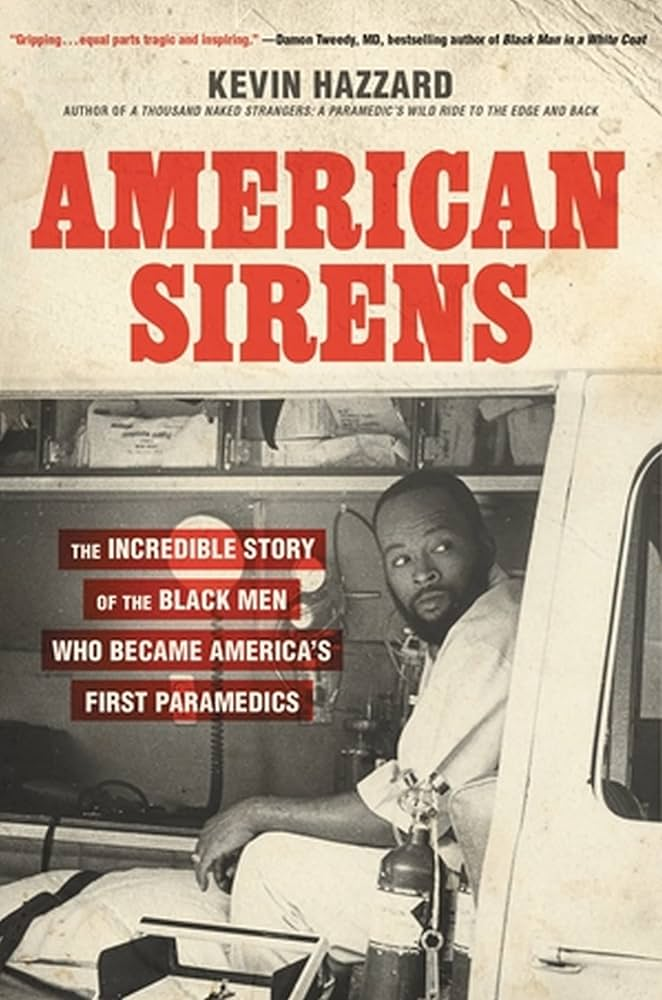 "Gripping...equal parts tragic and inspiring." —Damon Tweedy, MD, bestselling author of Black Man in a White Coat
KEVIN HAZZARD
AUTHOR OF A THOUSAND NAKED STRANGERS: A PARAMEDIC'S WILD RIDE TO THE EDGE AND BACK
AMERICAN
SIRENS
THE INCREDIBLE STORY
OF THE BLACK MEN
WHO BECAME AMERICA'S
FIRST PARAMEDICS